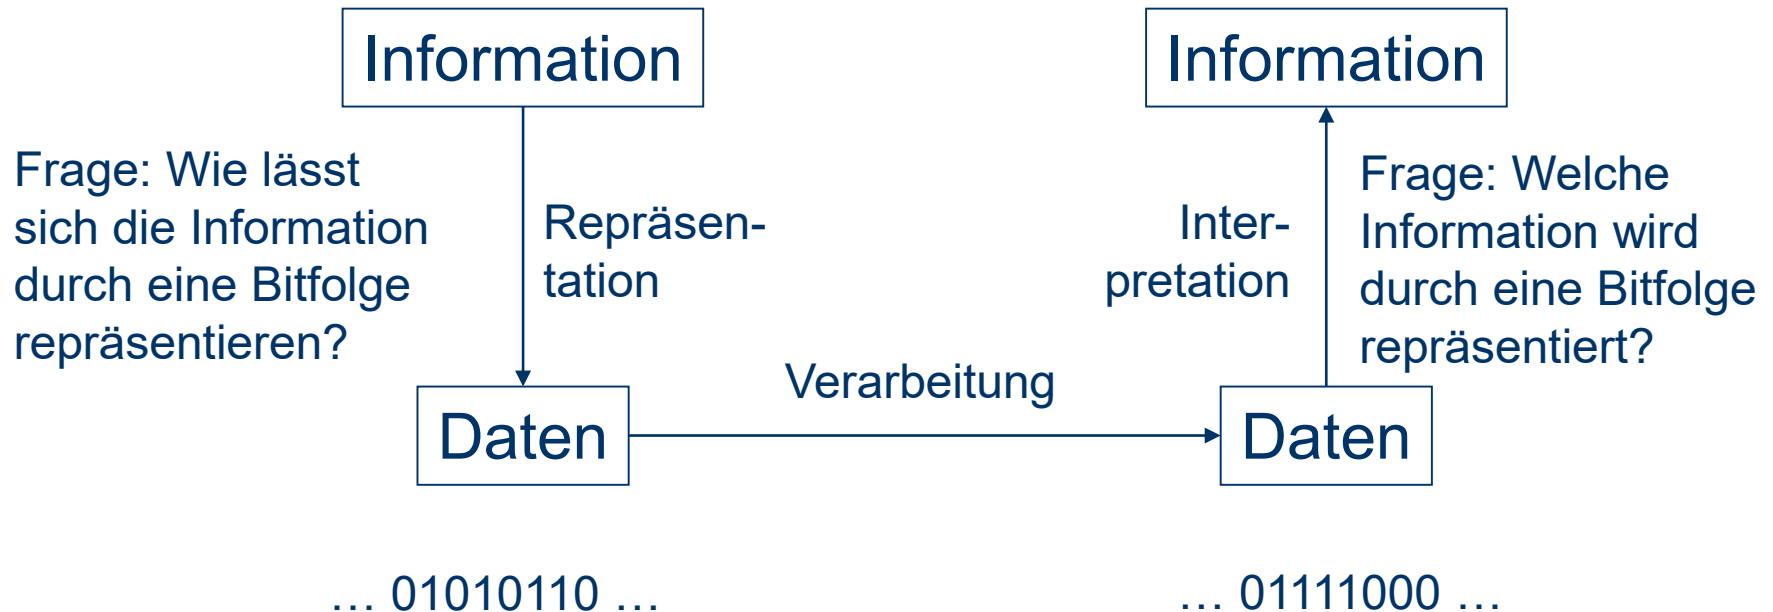 Information
Information
Frage: Wie lässt
sich die Information
durch eine Bitfolge
repräsentieren?
Repräsen-
tation
Inter-
pretation
Frage: Welche
Information wird
durch eine Bitfolge
repräsentiert?
Verarbeitung
Daten
Daten
… 01010110 …
… 01111000 …